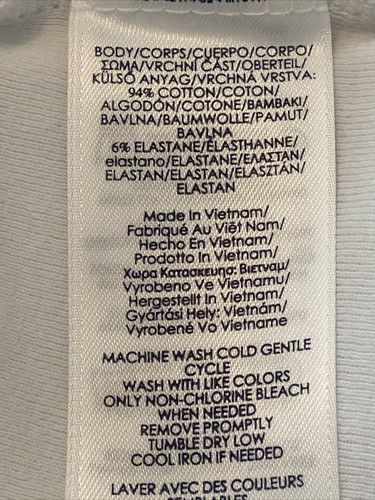 BODY/CORPS/CUERPO/CORPO/
ΣΩΜΑ/VRCHNÍ ČÁST/OBERTEIL/
KÜLSŐ ANYAG/VRCHNÁ VRSTVA:
94% COTTON/COTON/
ALGODÓN/COTONE/ΒΑΜΒΑΚΙ/
BAVLNA/BAUMWOLLE/PAMUT/
BAVLNA
6% ELASTANE/ÉLASTHANNE/
elastano/ELASTANE/ΕΛΑΣΤΑΝ/
ELASTAN/ELASTAN/ELASZTÁN/
ELASTAN
Made In Vietnam/
Fabriqué Au Viêt Nam/
Hecho En Vietnam/
Prodotto In Vietnam/
Χωρα Κατασκευης: Βιετναμ/
Vyrobeno Ve Vietnamu/
Hergestellt In Vietnam/
Gyártási Hely: Vietnám/
Vyrobené Vo Vietname
MACHINE WASH COLD GENTLE
CYCLE
WASH WITH LIKE COLORS
ONLY NON-CHLORINE BLEACH
WHEN NEEDED
REMOVE PROMPTLY
TUMBLE DRY LOW
COOL IRON IF NEEDED
LAVER AVEC DES COULEURS